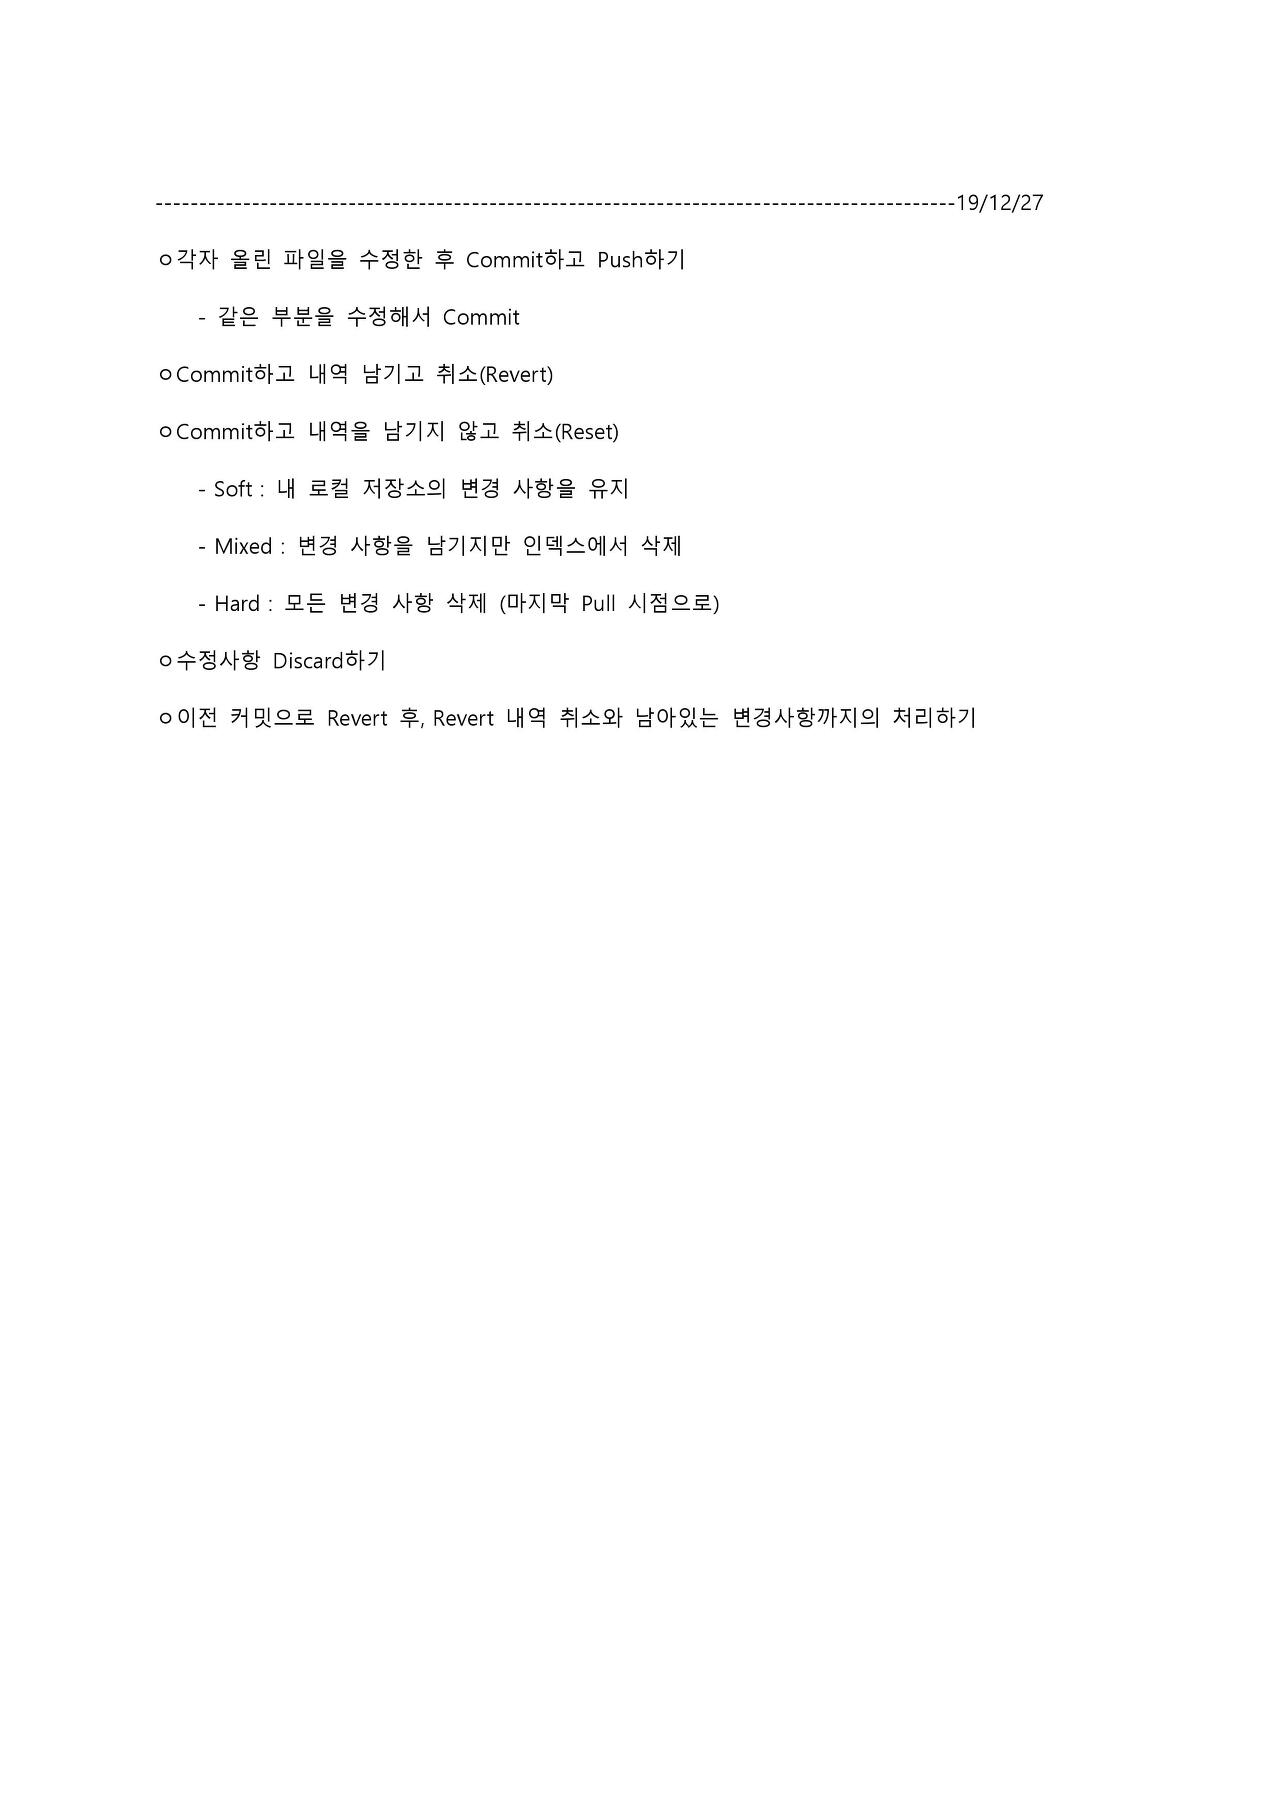 -------------------------------------------------------------------------------------------19/12/27
ㅇ각자 올린 파일을 수정한 후 Commit하고 Push하기
- 같은 부분을 수정해서 Commit
ㅇCommit하고 내역 남기고 취소(Revert)
ㅇCommit하고 내역을 남기지 않고 취소(Reset)
- Soft : 내 로컬 저장소의 변경 사항을 유지
- Mixed : 변경 사항을 남기지만 인덱스에서 삭제
- Hard : 모든 변경 사항 삭제 (마지막 Pull 시점으로)
ㅇ수정사항 Discard하기
ㅇ이전 커밋으로 Revert 후, Revert 내역 취소와 남아있는 변경사항까지의 처리하기